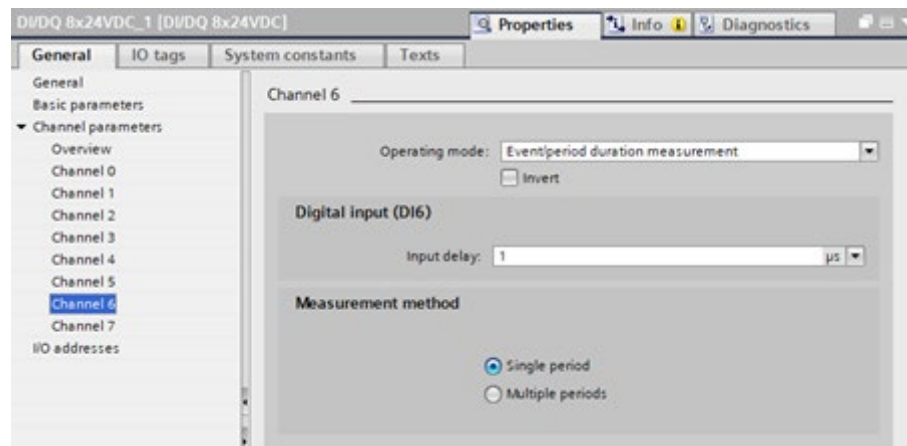 DI/DQ 8x24VDC_1 [DI/DQ 8x24VDC]
Properties
Info
Diagnostics
General
IO tags
System constants
Texts
General
Basic parameters
Channel parameters
Overview
Channel 0
Channel 1
Channel 2
Channel 3
Channel 4
Channel 5
Channel 6
Channel 7
I/O addresses
Channel 6
Operating mode: Event/period duration measurement
Invert
Digital input (DI6)
Input delay: 1 µs
Measurement method
Single period
Multiple periods